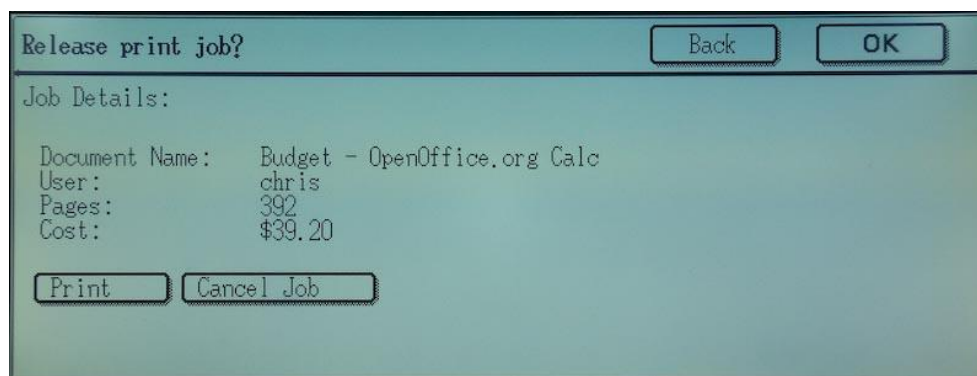 Release print job? Back OK
Job Details:
Document Name: Budget - OpenOffice.org Calc
User: chris
Pages: 392
Cost: $39.20
Print Cancel Job